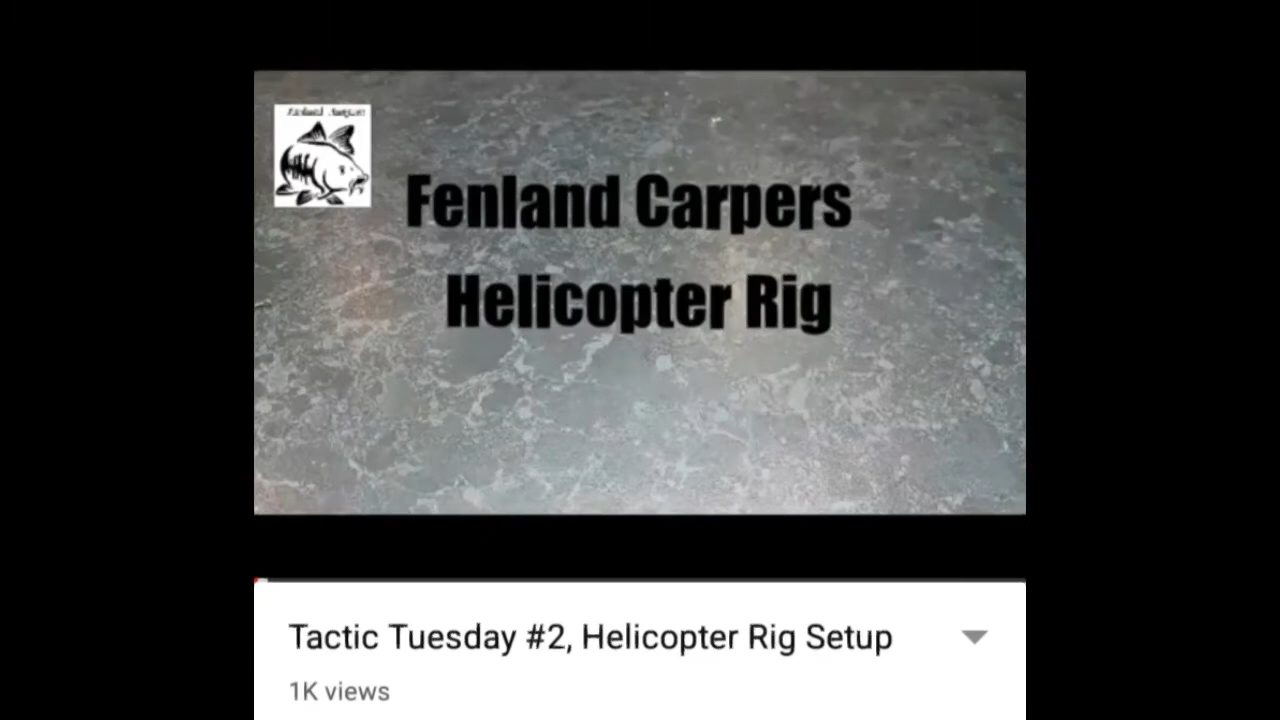 Fenland Carpers
Helicopter Rig
Tactic Tuesday #2, Helicopter Rig Setup
1K views